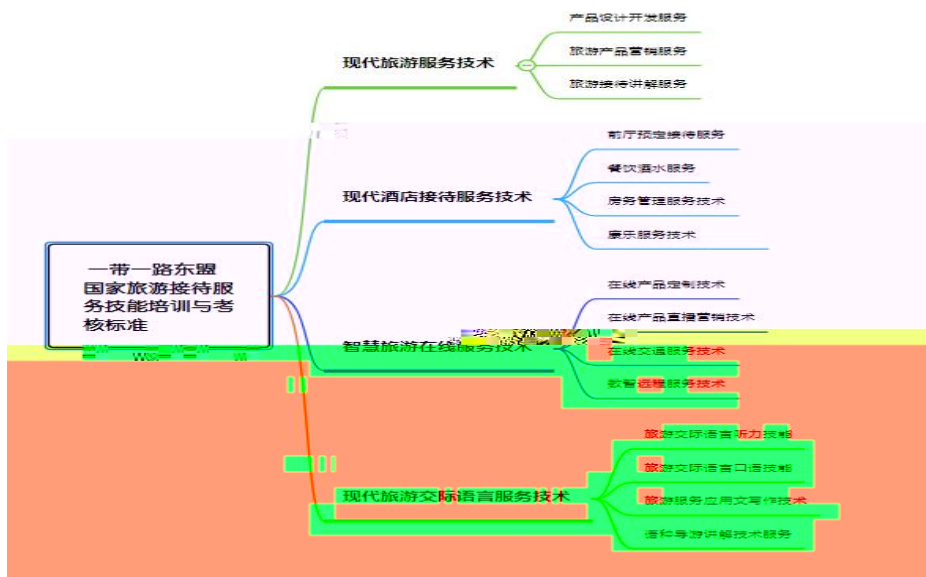 产品设计开发服务
现代旅游服务技术
旅游产品营销服务
旅游接待讲解服务
前厅预定接待服务
餐饮酒水服务
现代酒店接待服务技术
房务管理服务技术
康乐服务技术
一带一路东盟
国家旅游接待服
务技能培训与考
核标准
在线产品定制技术
在线产品直播营销技术
智慧旅游在线服务技术
在线交通服务技术
数智远程服务技术
旅游交际语言听力技能
旅游交际语言口语技能
现代旅游交际语言服务技术
旅游服务应用文写作技术
语种导游讲解技术服务